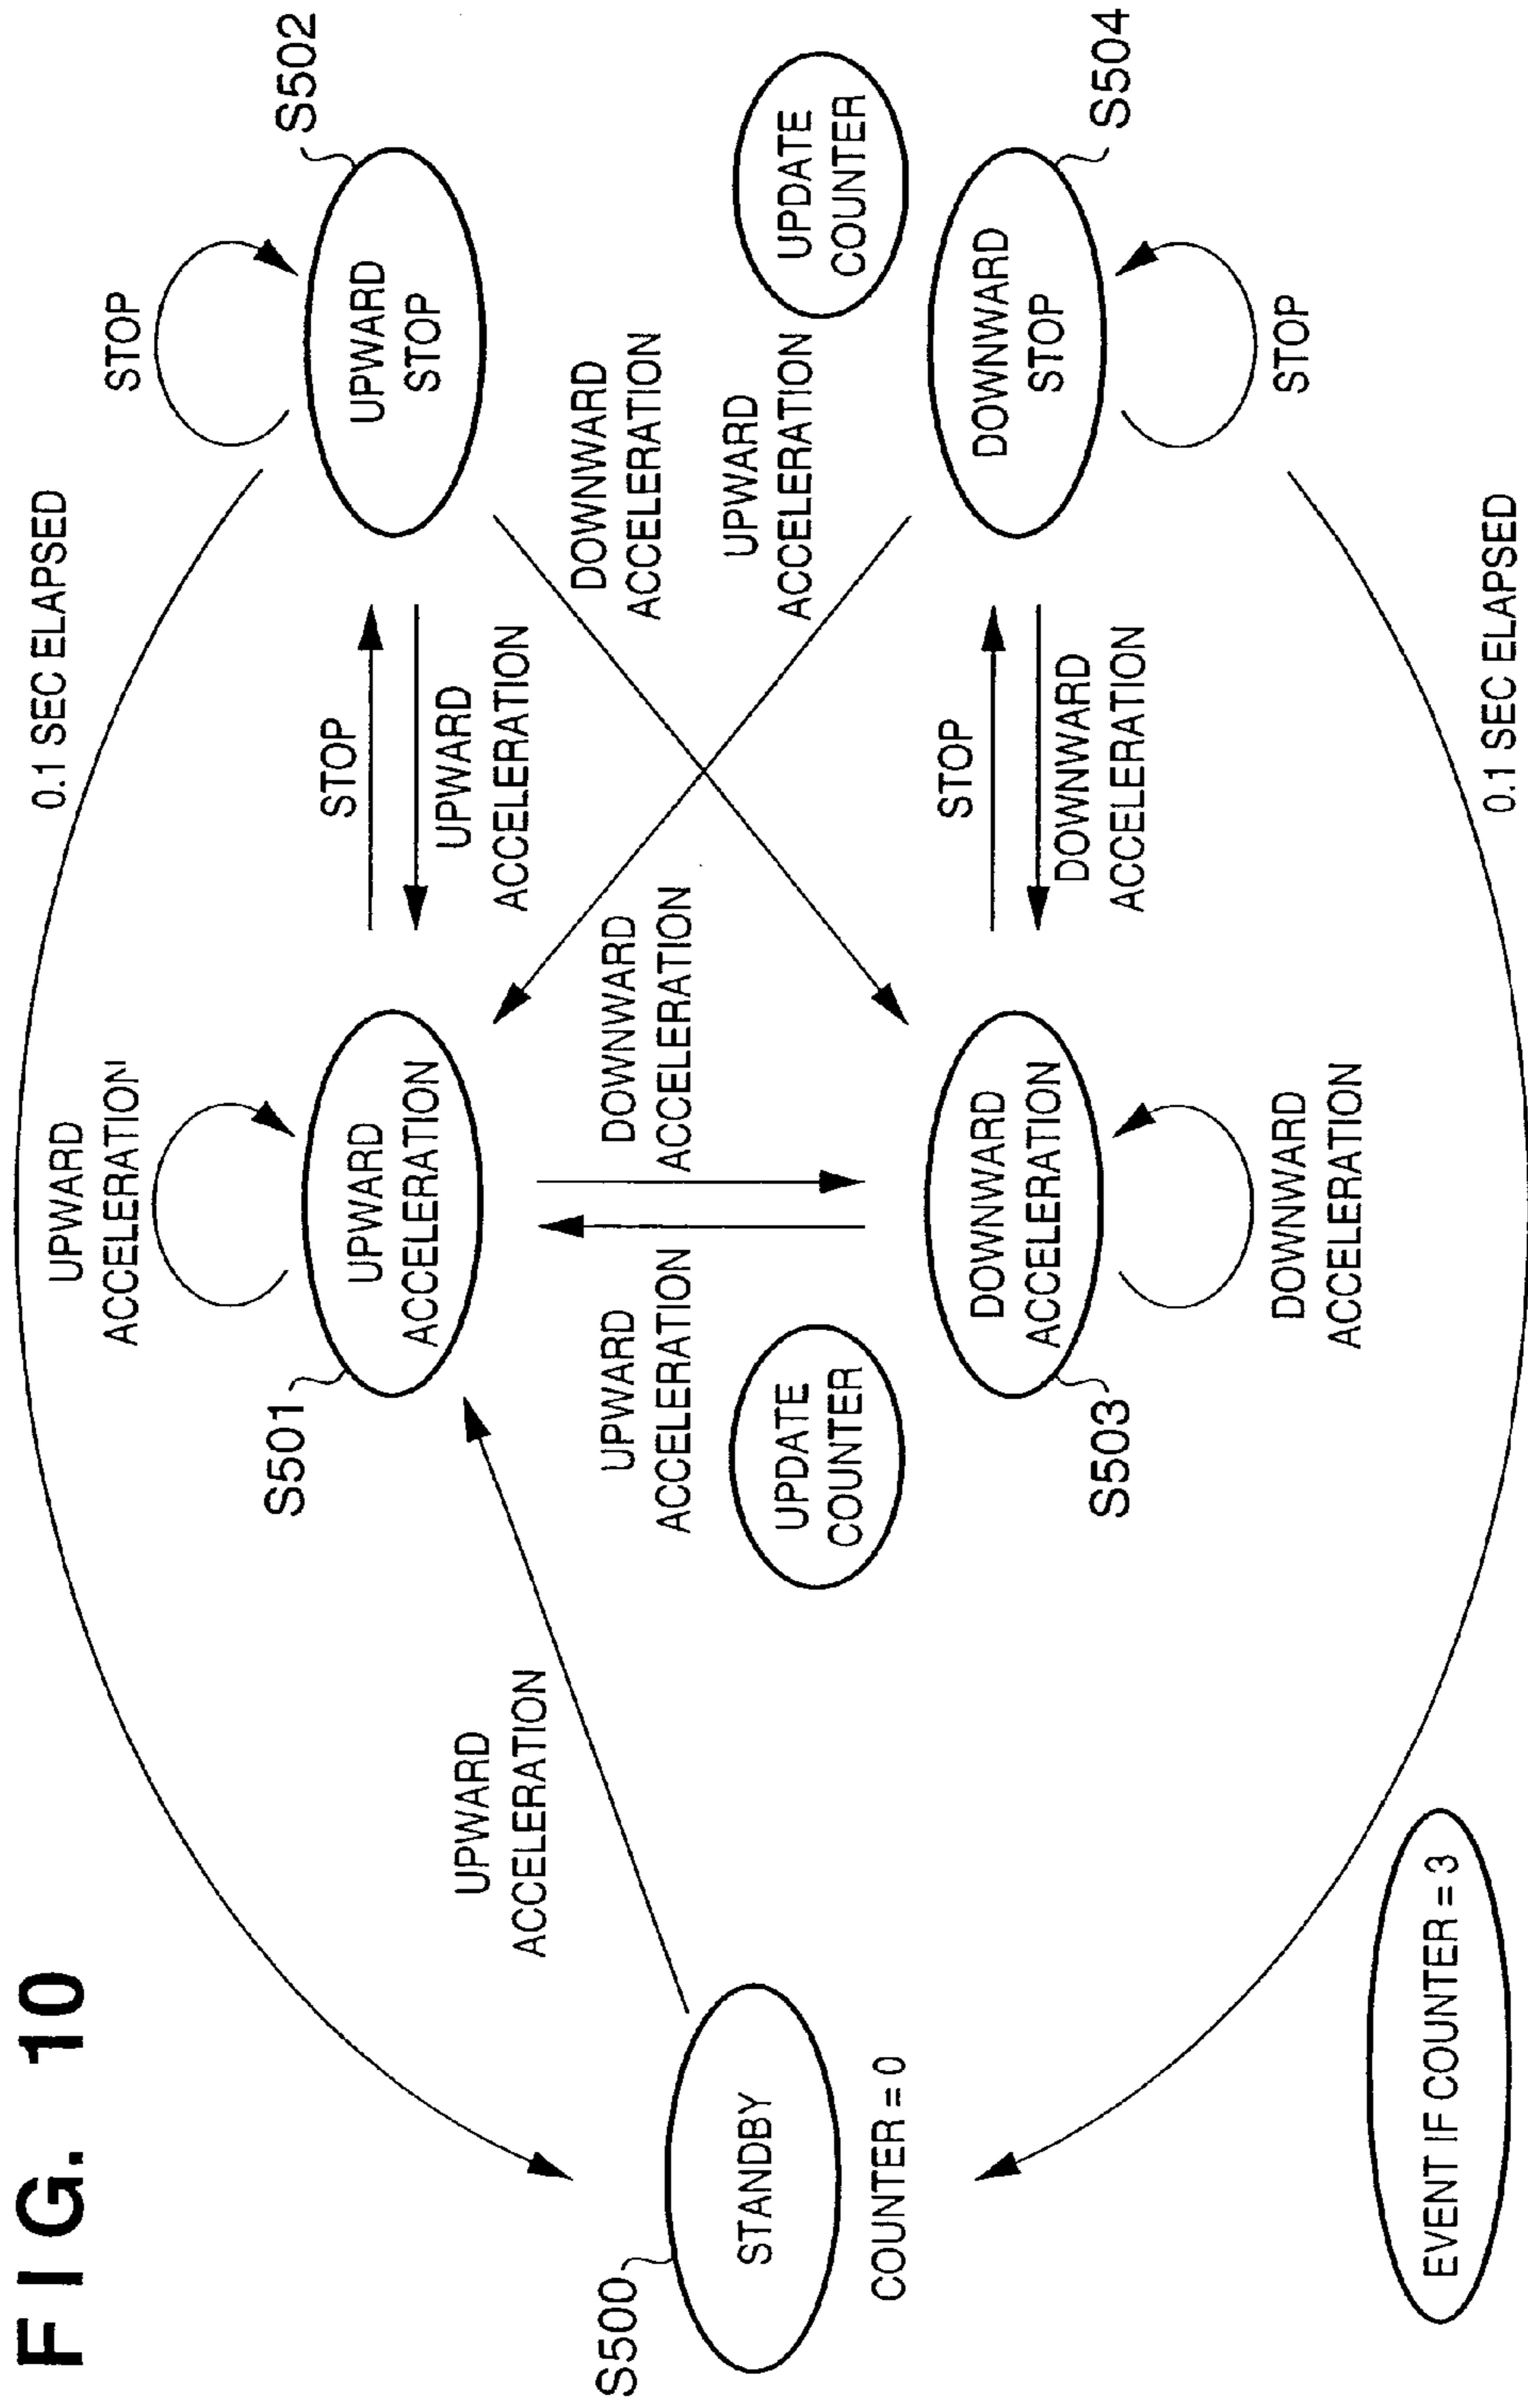 FIG. 10
0.1 SEC ELAPSED
UPWARD
ACCELERATION
STOP
S501
UPWARD
ACCELERATION
STOP
UPWARD
ACCELERATION
UPWARD
STOP
S502
UPWARD
ACCELERATION
S500
STANDBY
COUNTER = 0
UPWARD
ACCELERATION
DOWNWARD
ACCELERATION
DOWNWARD
ACCELERATION
UPWARD
ACCELERATION
UPDATE
COUNTER
UPDATE
COUNTER
S503
DOWNWARD
ACCELERATION
STOP
DOWNWARD
ACCELERATION
DOWNWARD
STOP
S504
DOWNWARD
ACCELERATION
STOP
EVENT IF COUNTER = 3
0.1 SEC ELAPSED